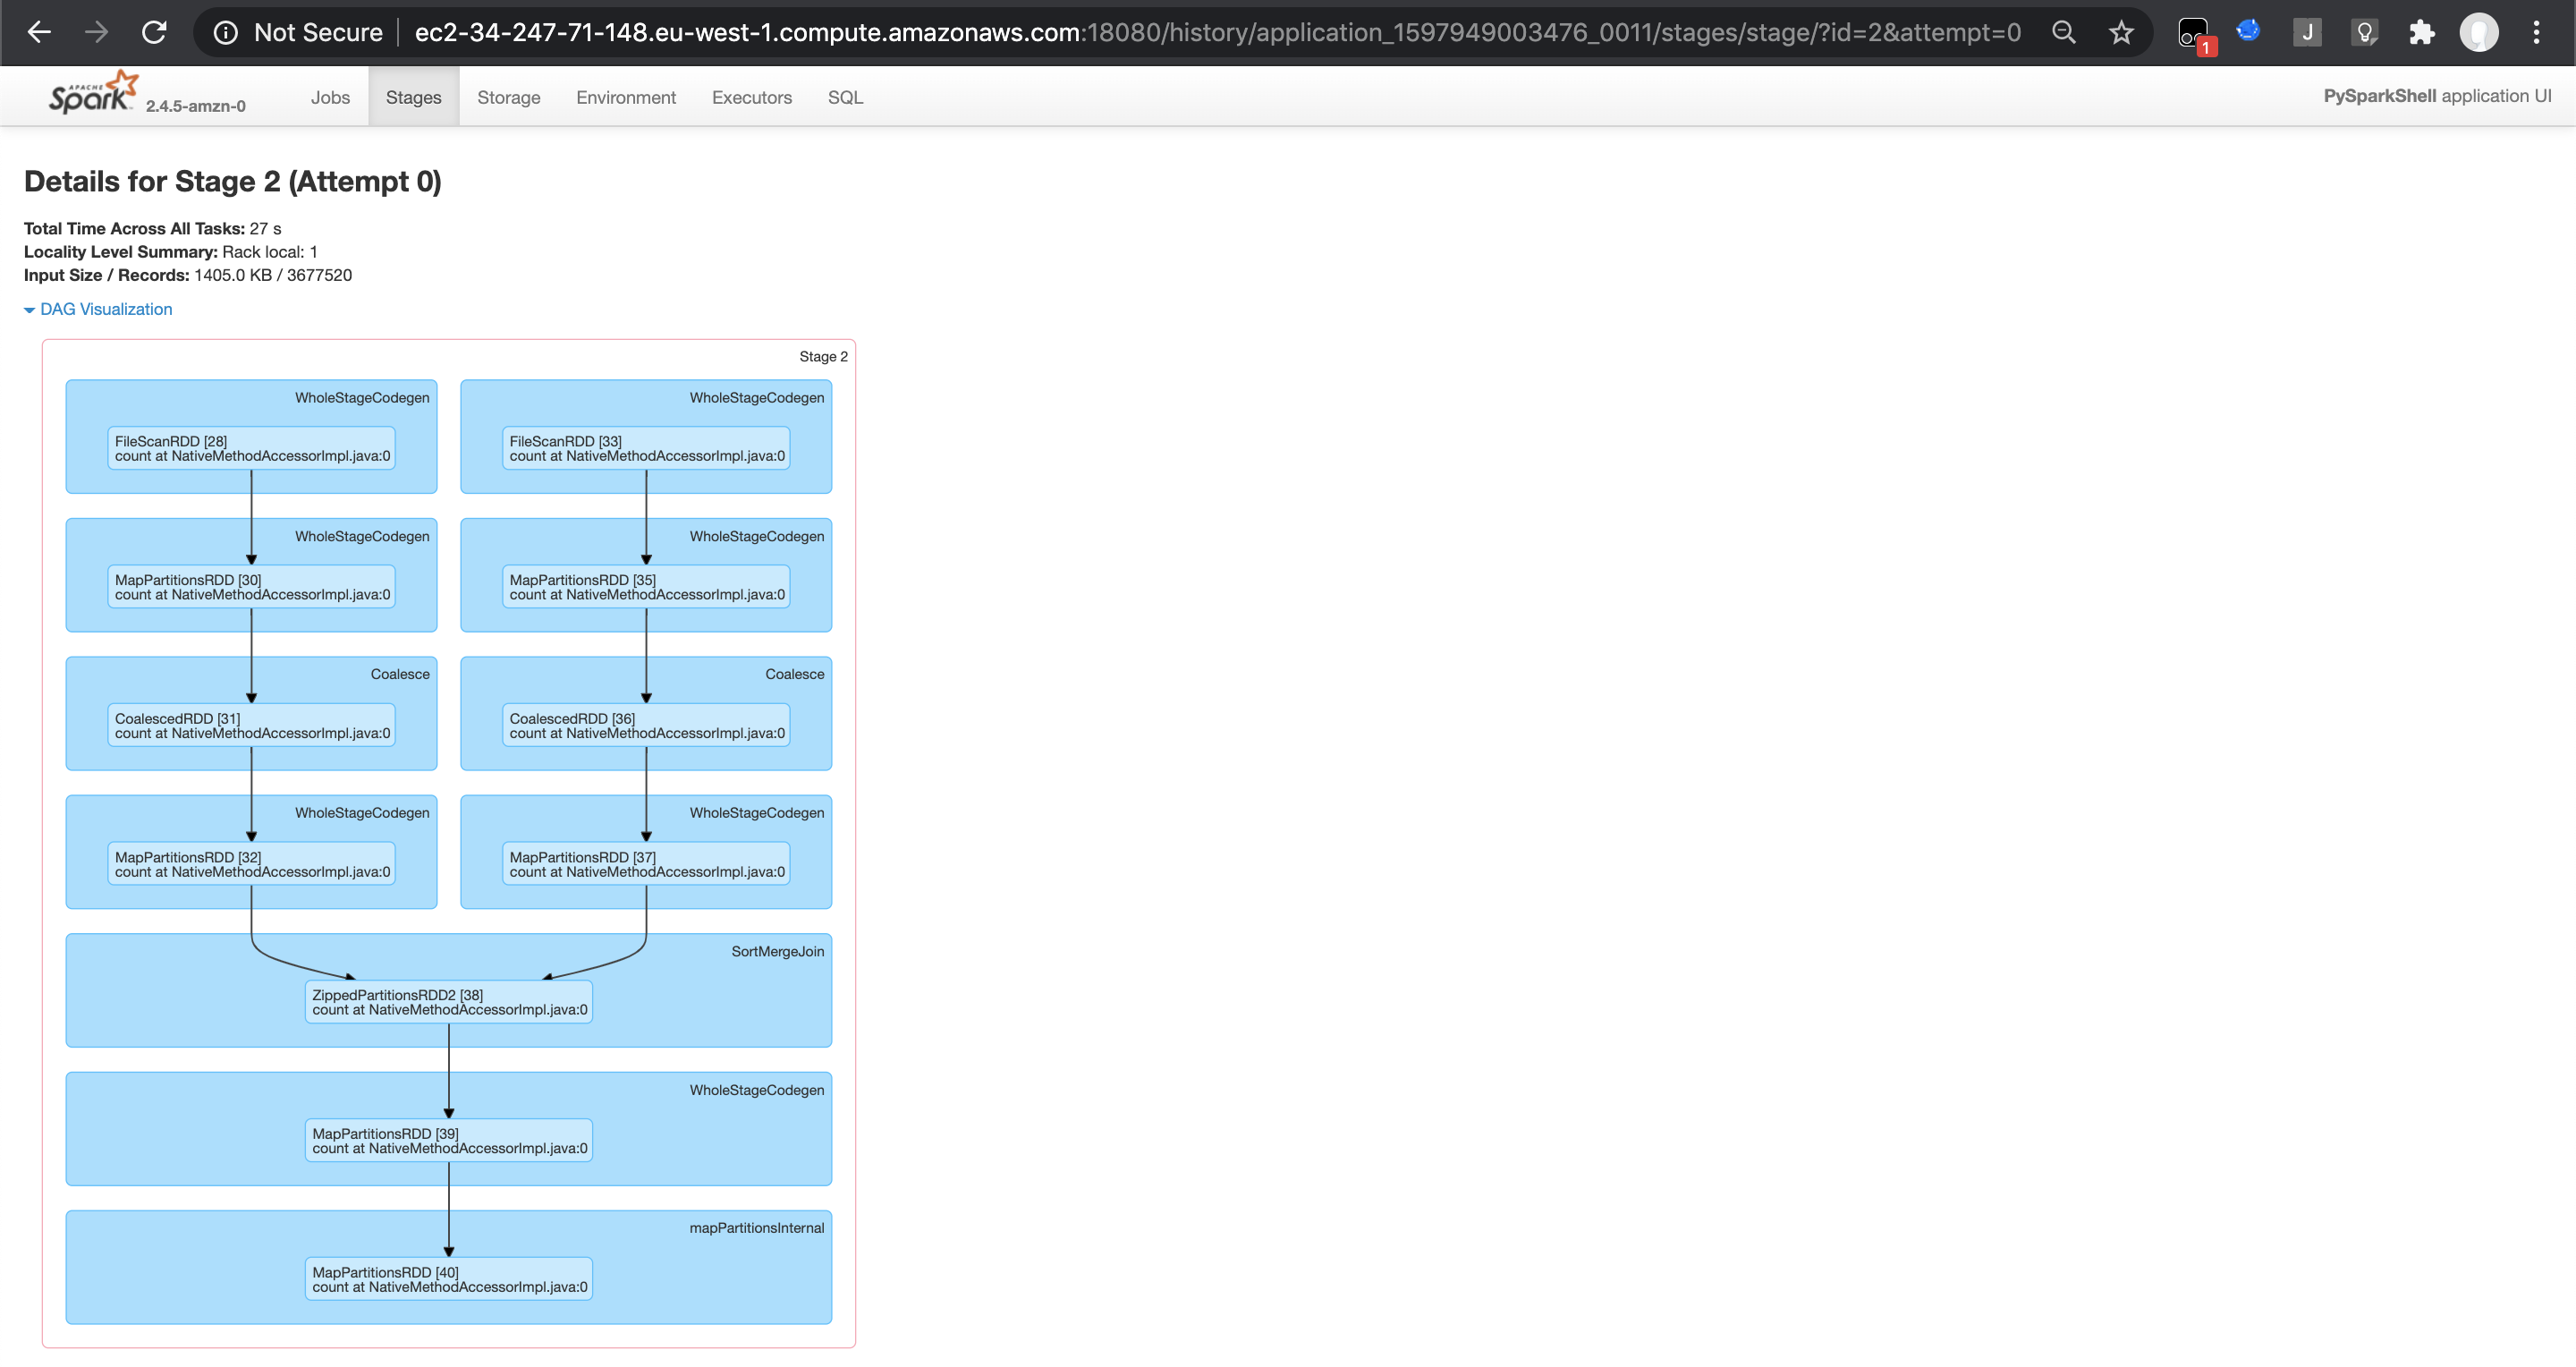 Not Secure
ec2-34-247-71-148.eu-west-1.compute.amazonaws.com:18080/history/application_1597949003476_0011/stages/stage/?id=2&attempt=0
1
J
APACHE
Spark
2.4.5-amzn-0
Jobs
Stages
Storage
Environment
Executors
SQL
PySparkShell application UI
Details for Stage 2 (Attempt 0)
Total Time Across All Tasks: 27 s
Locality Level Summary: Rack local: 1
Input Size / Records: 1405.0 KB / 3677520
DAG Visualization
Stage 2
WholeStageCodegen
FileScanRDD [28]
count at NativeMethodAccessorImpl.java:0
WholeStageCodegen
FileScanRDD [33]
count at NativeMethodAccessorImpl.java:0
WholeStageCodegen
MapPartitionsRDD [30]
count at NativeMethodAccessorImpl.java:0
WholeStageCodegen
MapPartitionsRDD [35]
count at NativeMethodAccessorImpl.java:0
Coalesce
CoalescedRDD [31]
count at NativeMethodAccessorImpl.java:0
Coalesce
CoalescedRDD [36]
count at NativeMethodAccessorImpl.java:0
WholeStageCodegen
MapPartitionsRDD [32]
count at NativeMethodAccessorImpl.java:0
WholeStageCodegen
MapPartitionsRDD [37]
count at NativeMethodAccessorImpl.java:0
SortMergeJoin
ZippedPartitionsRDD2 [38]
count at NativeMethodAccessorImpl.java:0
WholeStageCodegen
MapPartitionsRDD [39]
count at NativeMethodAccessorImpl.java:0
mapPartitionsInternal
MapPartitionsRDD [40]
count at NativeMethodAccessorImpl.java:0